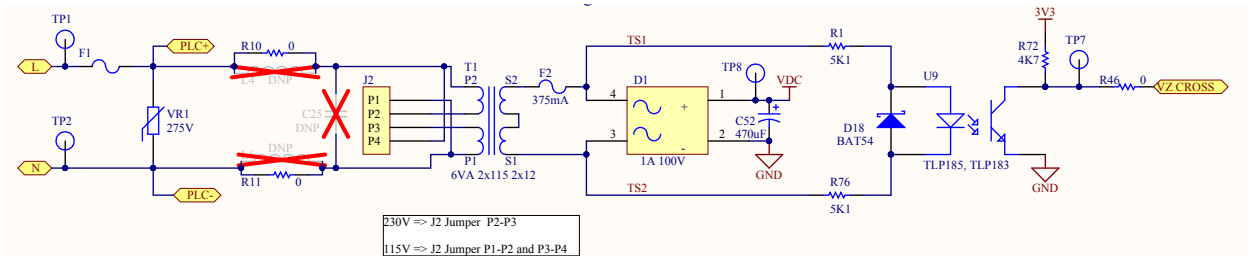 TP1
L
F1
PLC+
R10 0
L4 DNP
C25
DNP
J2
P1
P2
P3
P4
T1
P2
S2
P1
S1
6VA 2x115 2x12
F2
375mA
TS1
D1
4
3
1
2
+
-
1A 100V
TP8
VDC
+
C52
470uF
GND
R1
5K1
D18
BAT54
U9
TLP185, TLP183
3V3
R72
4K7
TP7
R46 0
VZ CROSS
GND
TP2
N
VR1
275V
DNP
R11 0
PLC-
TS2
R76
5K1
230V => J2 Jumper P2-P3
115V => J2 Jumper P1-P2 and P3-P4